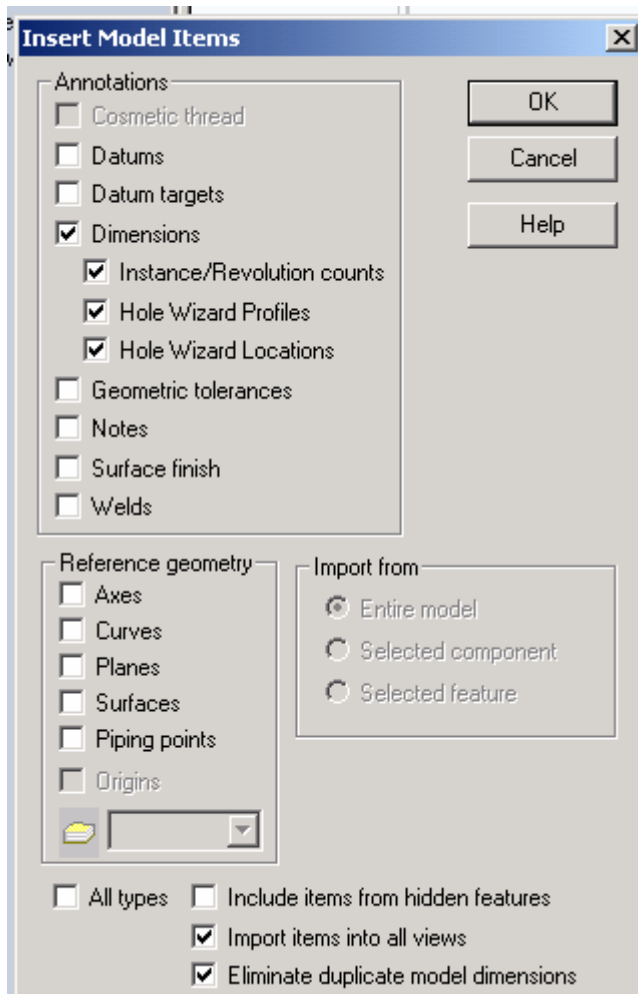 Insert Model Items
Annotations
Cosmetic thread
Datums
Datum targets
Dimensions
Instance/Revolution counts
Hole Wizard Profiles
Hole Wizard Locations
Geometric tolerances
Notes
Surface finish
Welds
OK
Cancel
Help
Reference geometry
Axes
Curves
Planes
Surfaces
Piping points
Origins
Import from
Entire model
Selected component
Selected feature
All types
Include items from hidden features
Import items into all views
Eliminate duplicate model dimensions